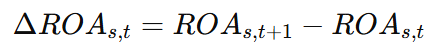 ΔROA_{s,t} = ROA_{s,t+1} − ROA_{s,t}